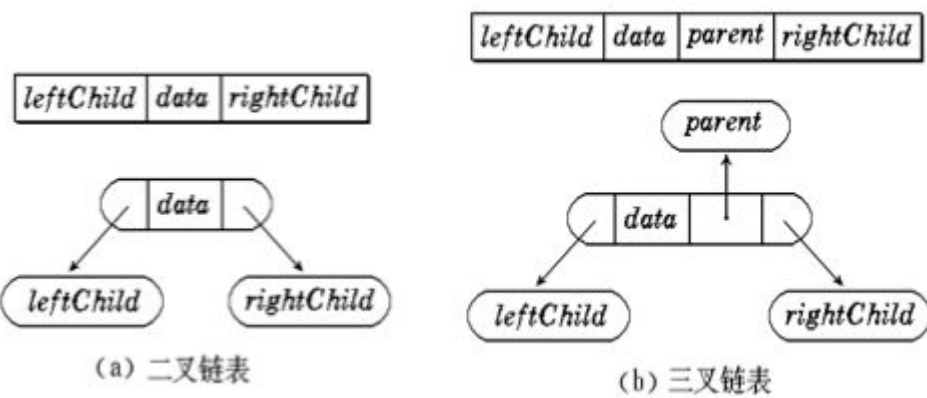 leftChild data rightChild
data
leftChild rightChild
(a) 二叉链表
leftChild data parent rightChild
parent
data
leftChild rightChild
(b) 三叉链表